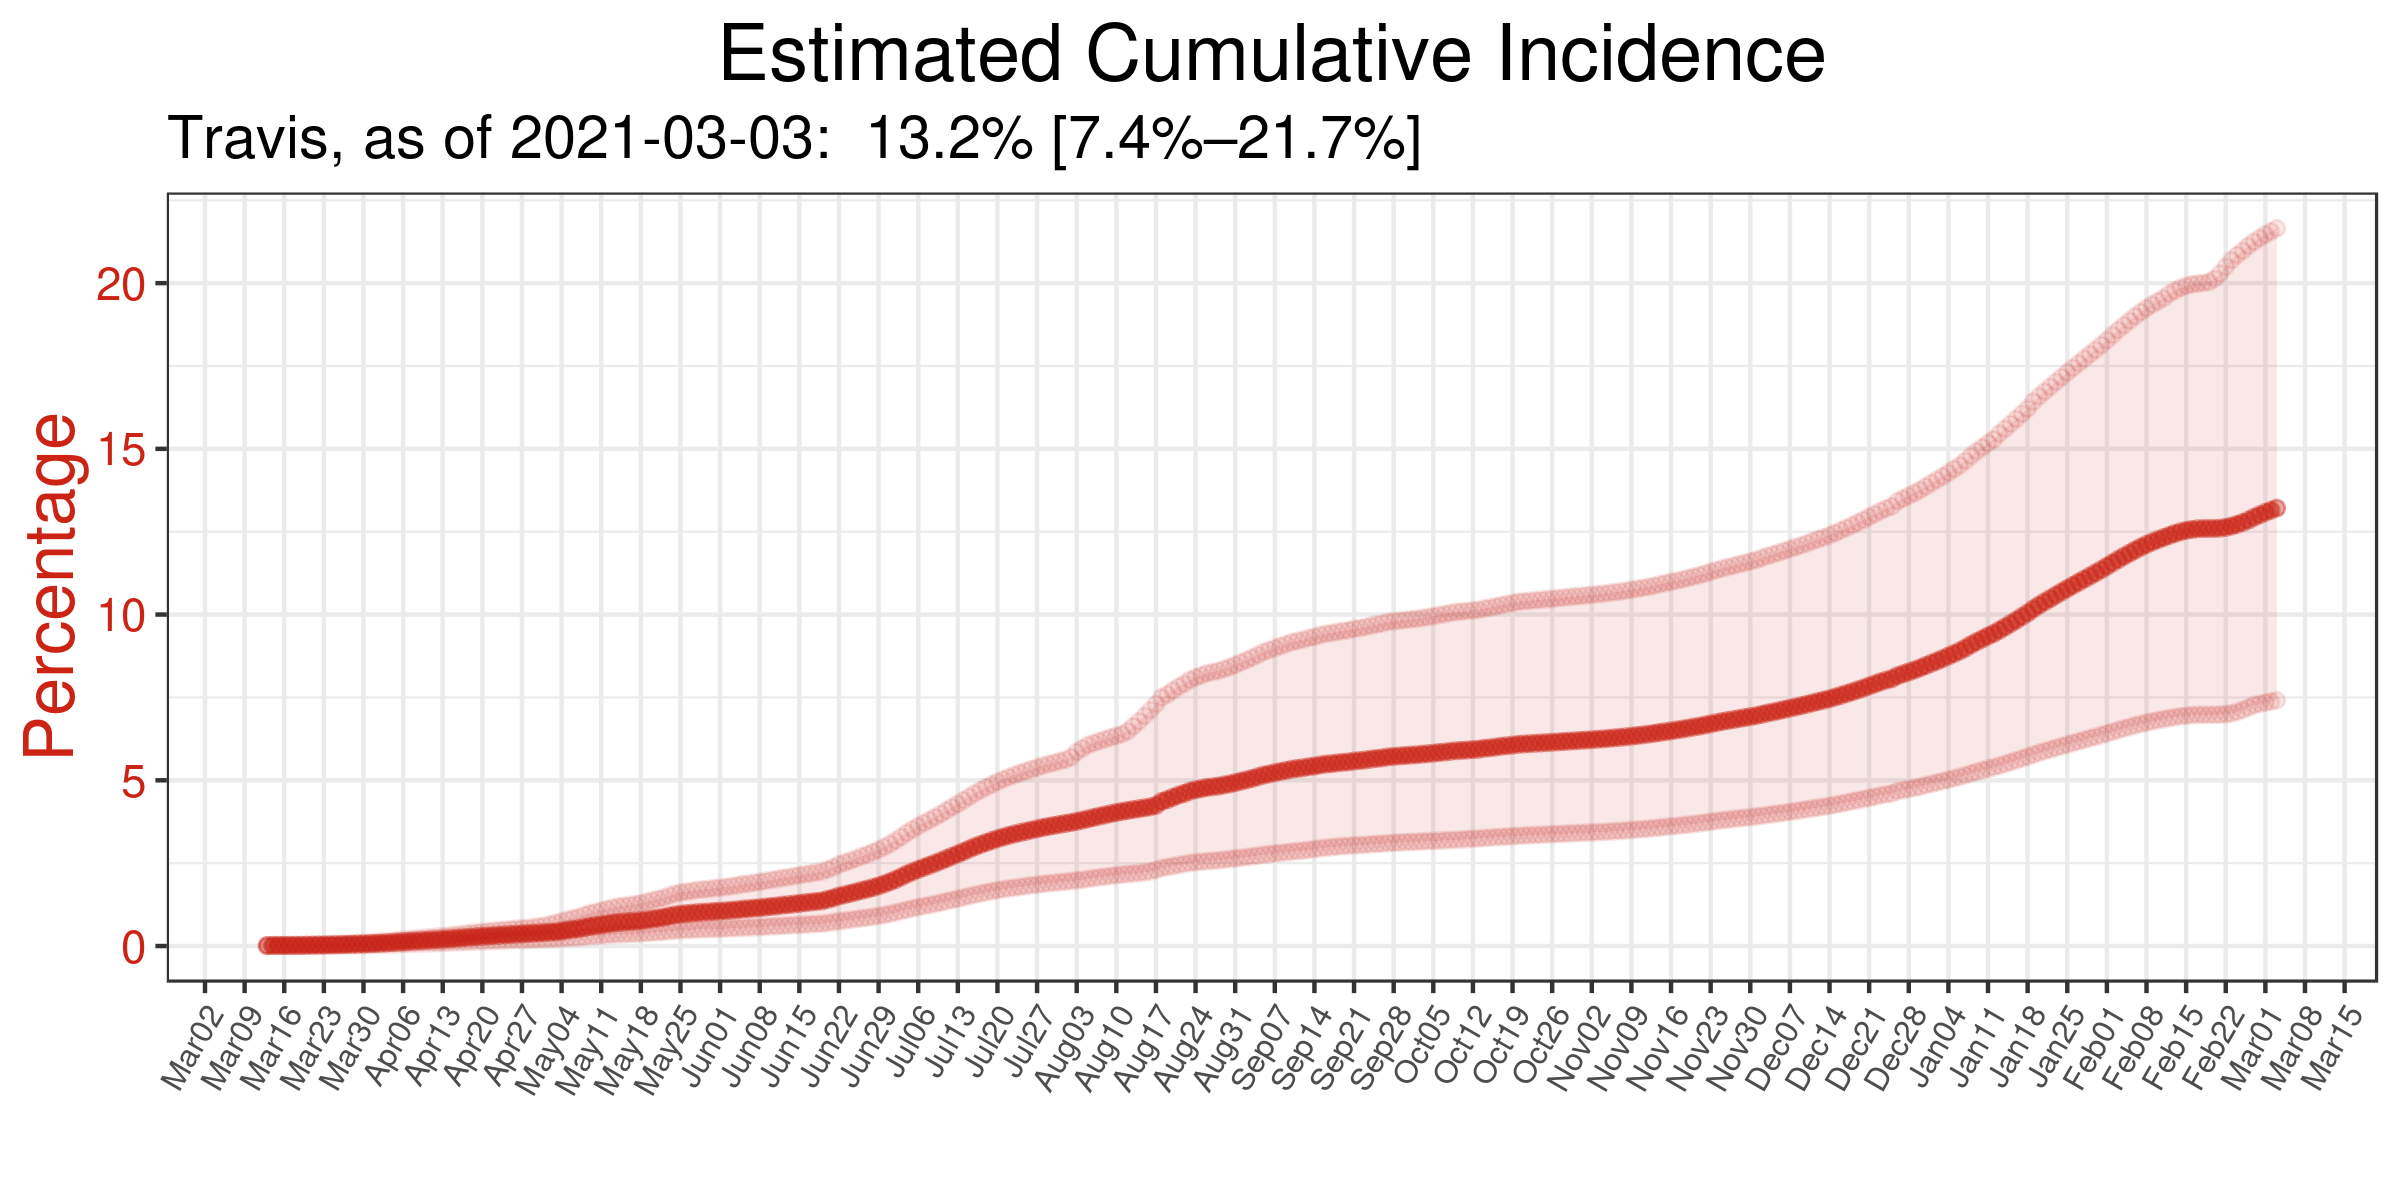 Estimated Cumulative Incidence
Travis, as of 2021-03-03:  13.2% [7.4%–21.7%]
Percentage
20
15
10
5
0
Mar02 Mar09 Mar16 Mar23 Mar30 Apr06 Apr13 Apr20 Apr27 May04 May11 May18 May25 Jun01 Jun08 Jun15 Jun22 Jun29 Jul06 Jul13 Jul20 Jul27 Aug03 Aug10 Aug17 Aug24 Aug31 Sep07 Sep14 Sep21 Sep28 Oct05 Oct12 Oct19 Oct26 Nov02 Nov09 Nov16 Nov23 Nov30 Dec07 Dec14 Dec21 Dec28 Jan04 Jan11 Jan18 Jan25 Feb01 Feb08 Feb15 Feb22 Mar01 Mar08 Mar15